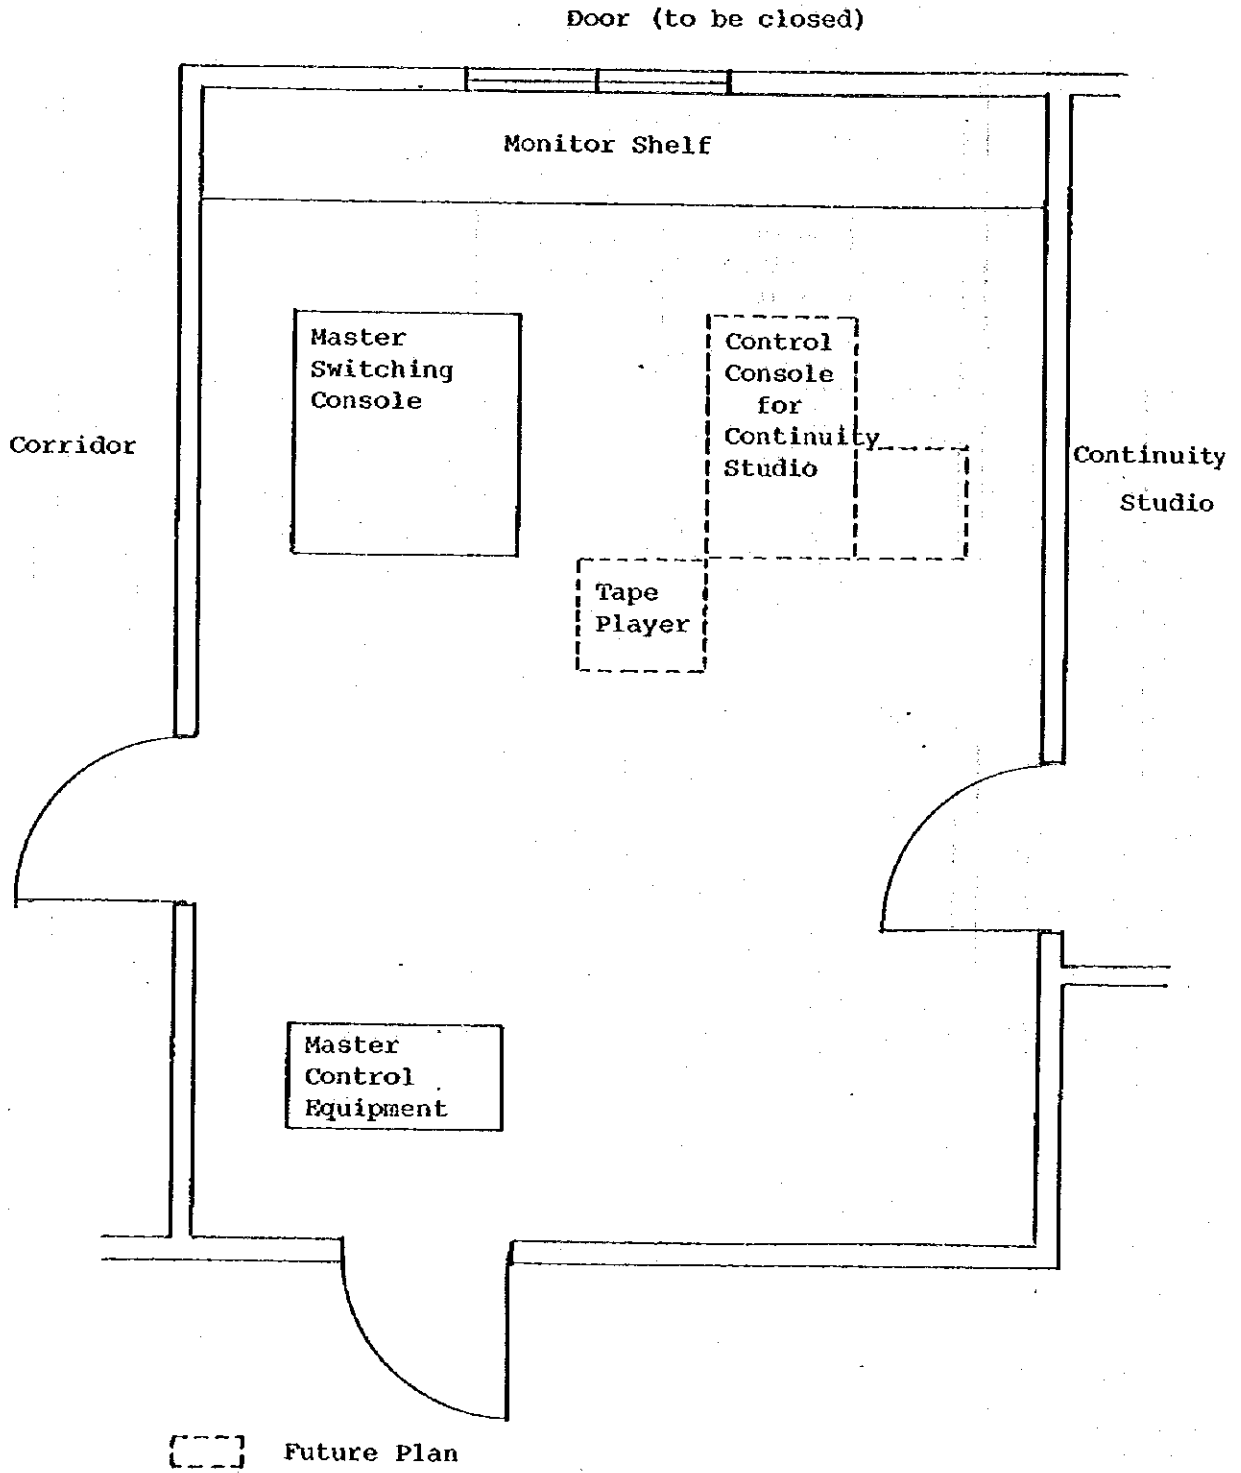 Door (to be closed)
Monitor Shelf
Master
Switching
Console
Control
Console
for
Continuity
Studio
Corridor
Continuity
Studio
Tape
Player
Master
Control
Equipment
Future Plan